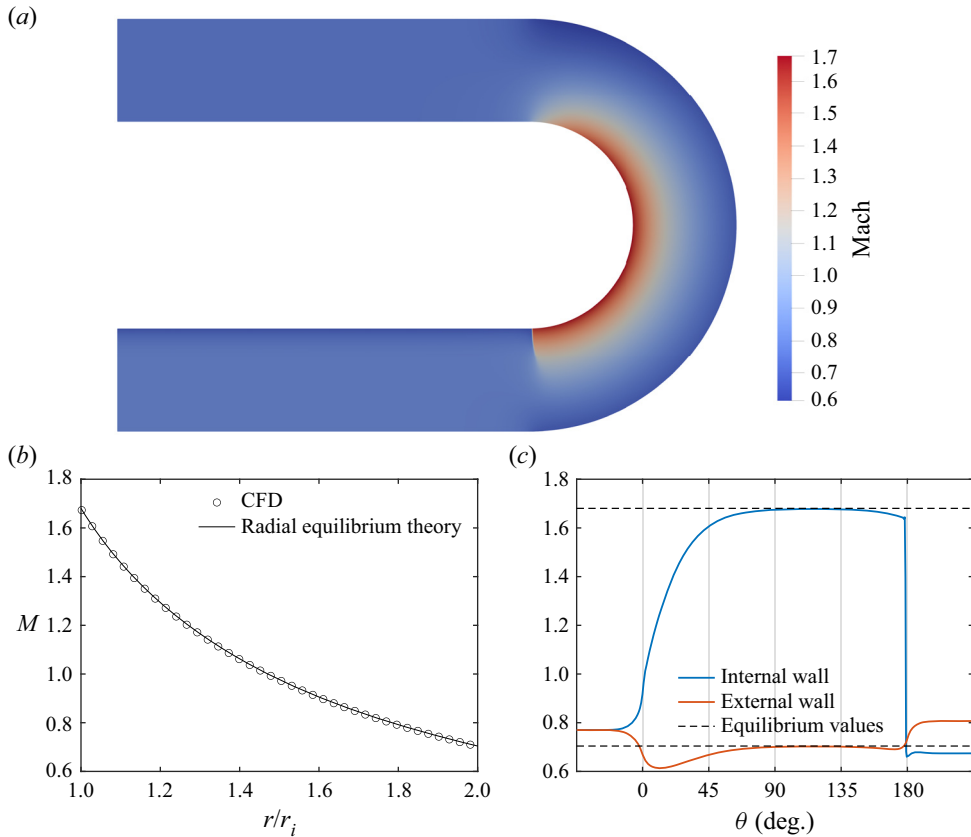 (a)
1.7
1.6
1.5
1.4
1.3
1.2
1.1
1.0
0.9
0.8
0.7
0.6
Mach
(b)
1.8
1.6
1.4
1.2
1.0
0.8
0.6
M
CFD
Radial equilibrium theory
1.0 1.2 1.4 1.6 1.8 2.0
r/r_i
(c)
1.8
1.6
1.4
1.2
1.0
0.8
0.6
Internal wall
External wall
Equilibrium values
0 45 90 135 180
θ (deg.)